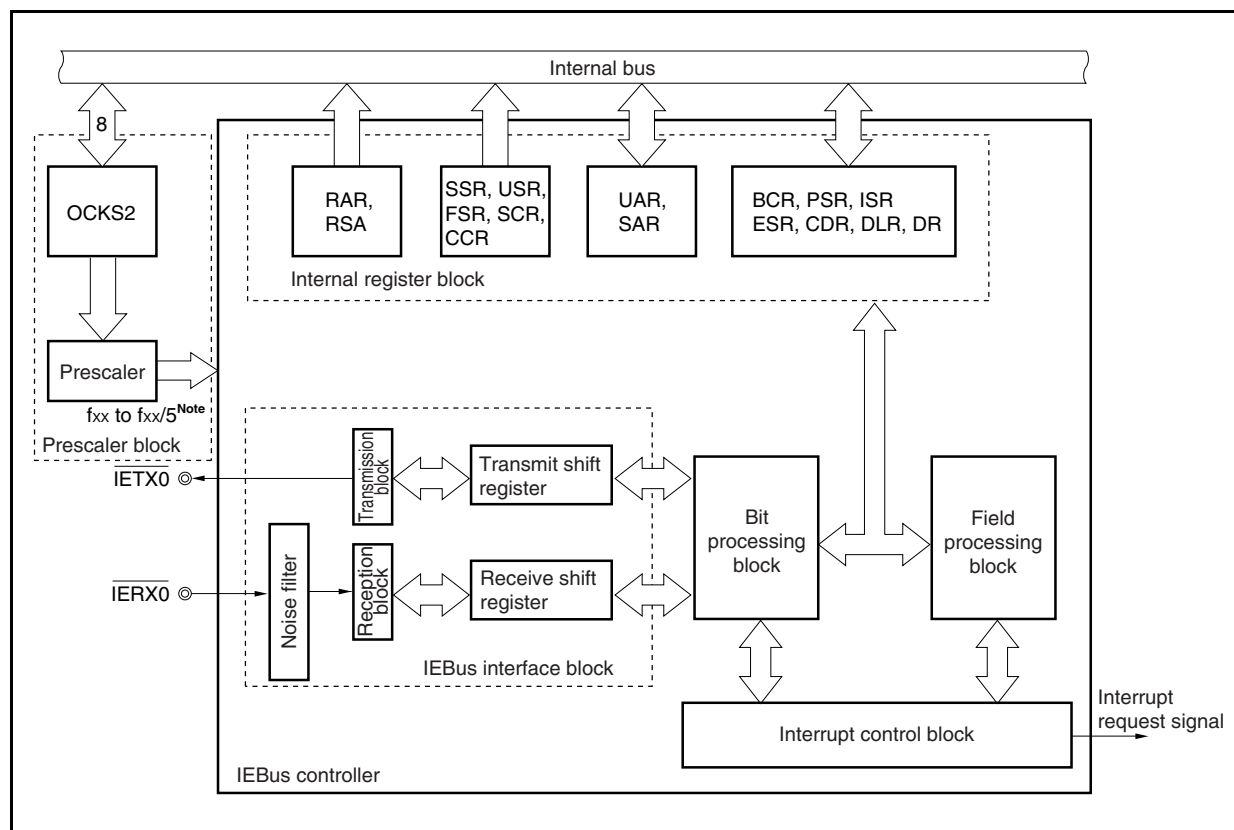 Internal bus
8
OCKS2
RAR,
RSA
SSR, USR,
FSR, SCR,
CCR
UAR,
SAR
BCR, PSR, ISR
ESR, CDR, DLR, DR
Internal register block
Prescaler
fxx to fxx/5Note
Prescaler block
IETX0
Transmission
block
Transmit shift
register
Bit
processing
block
Field
processing
block
IERX0
Noise filter
Reception
block
Receive shift
register
IEBus interface block
Interrupt control block
Interrupt
request signal
IEBus controller